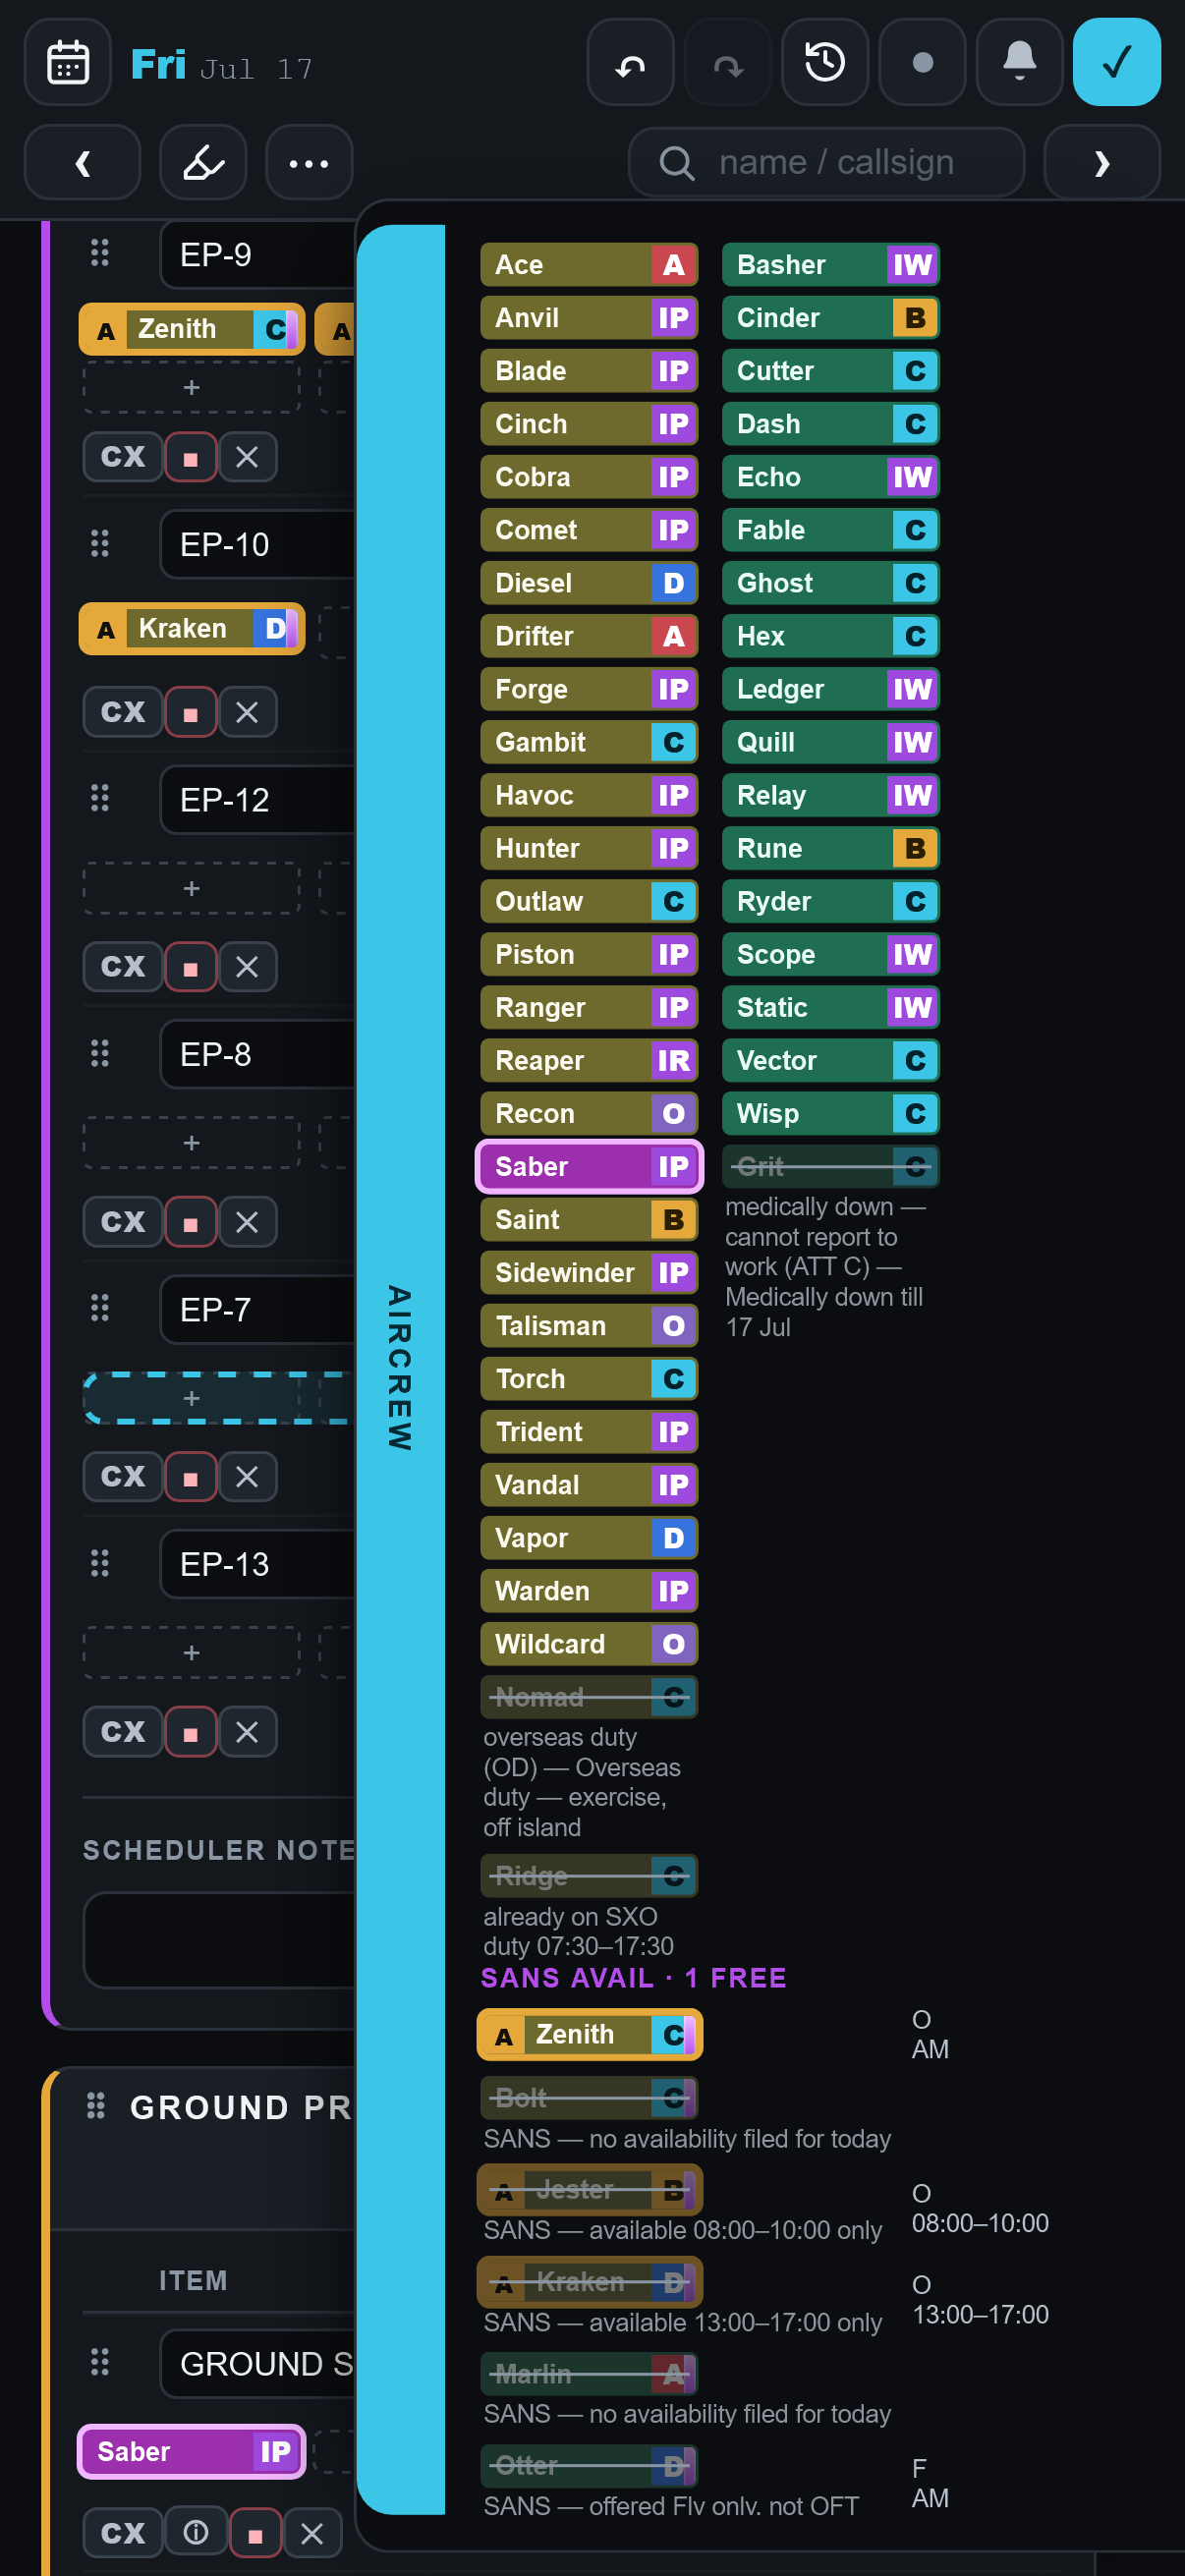 Fri Jul 17
name / callsign
EP-9
A Zenith C
A
+
CX
EP-10
A Kraken D
CX
EP-12
+
CX
EP-8
+
CX
EP-7
+
CX
EP-13
+
CX
SCHEDULER NOTE
GROUND PR
ITEM
GROUND S
Saber IP
CX
AIRCREW
Ace A
Anvil IP
Blade IP
Cinch IP
Cobra IP
Comet IP
Diesel D
Drifter A
Forge IP
Gambit C
Havoc IP
Hunter IP
Outlaw C
Piston IP
Ranger IP
Reaper IR
Recon O
Saber IP
Saint B
Sidewinder IP
Talisman O
Torch C
Trident IP
Vandal IP
Vapor D
Warden IP
Wildcard O
Nomad C
overseas duty
(OD) — Overseas
duty — exercise,
off island
Ridge C
already on SXO
duty 07:30–17:30
Basher IW
Cinder B
Cutter C
Dash C
Echo IW
Fable C
Ghost C
Hex C
Ledger IW
Quill IW
Relay IW
Rune B
Ryder C
Scope IW
Static IW
Vector C
Wisp C
Grit C
medically down —
cannot report to
work (ATT C) —
Medically down till
17 Jul
SANS AVAIL · 1 FREE
A Zenith C
O
AM
Bolt C
SANS — no availability filed for today
A Jester B
SANS — available 08:00–10:00 only
O
08:00–10:00
A Kraken D
SANS — available 13:00–17:00 only
O
13:00–17:00
Marlin A
SANS — no availability filed for today
Otter D
SANS — offered Fly only, not OFT
F
AM